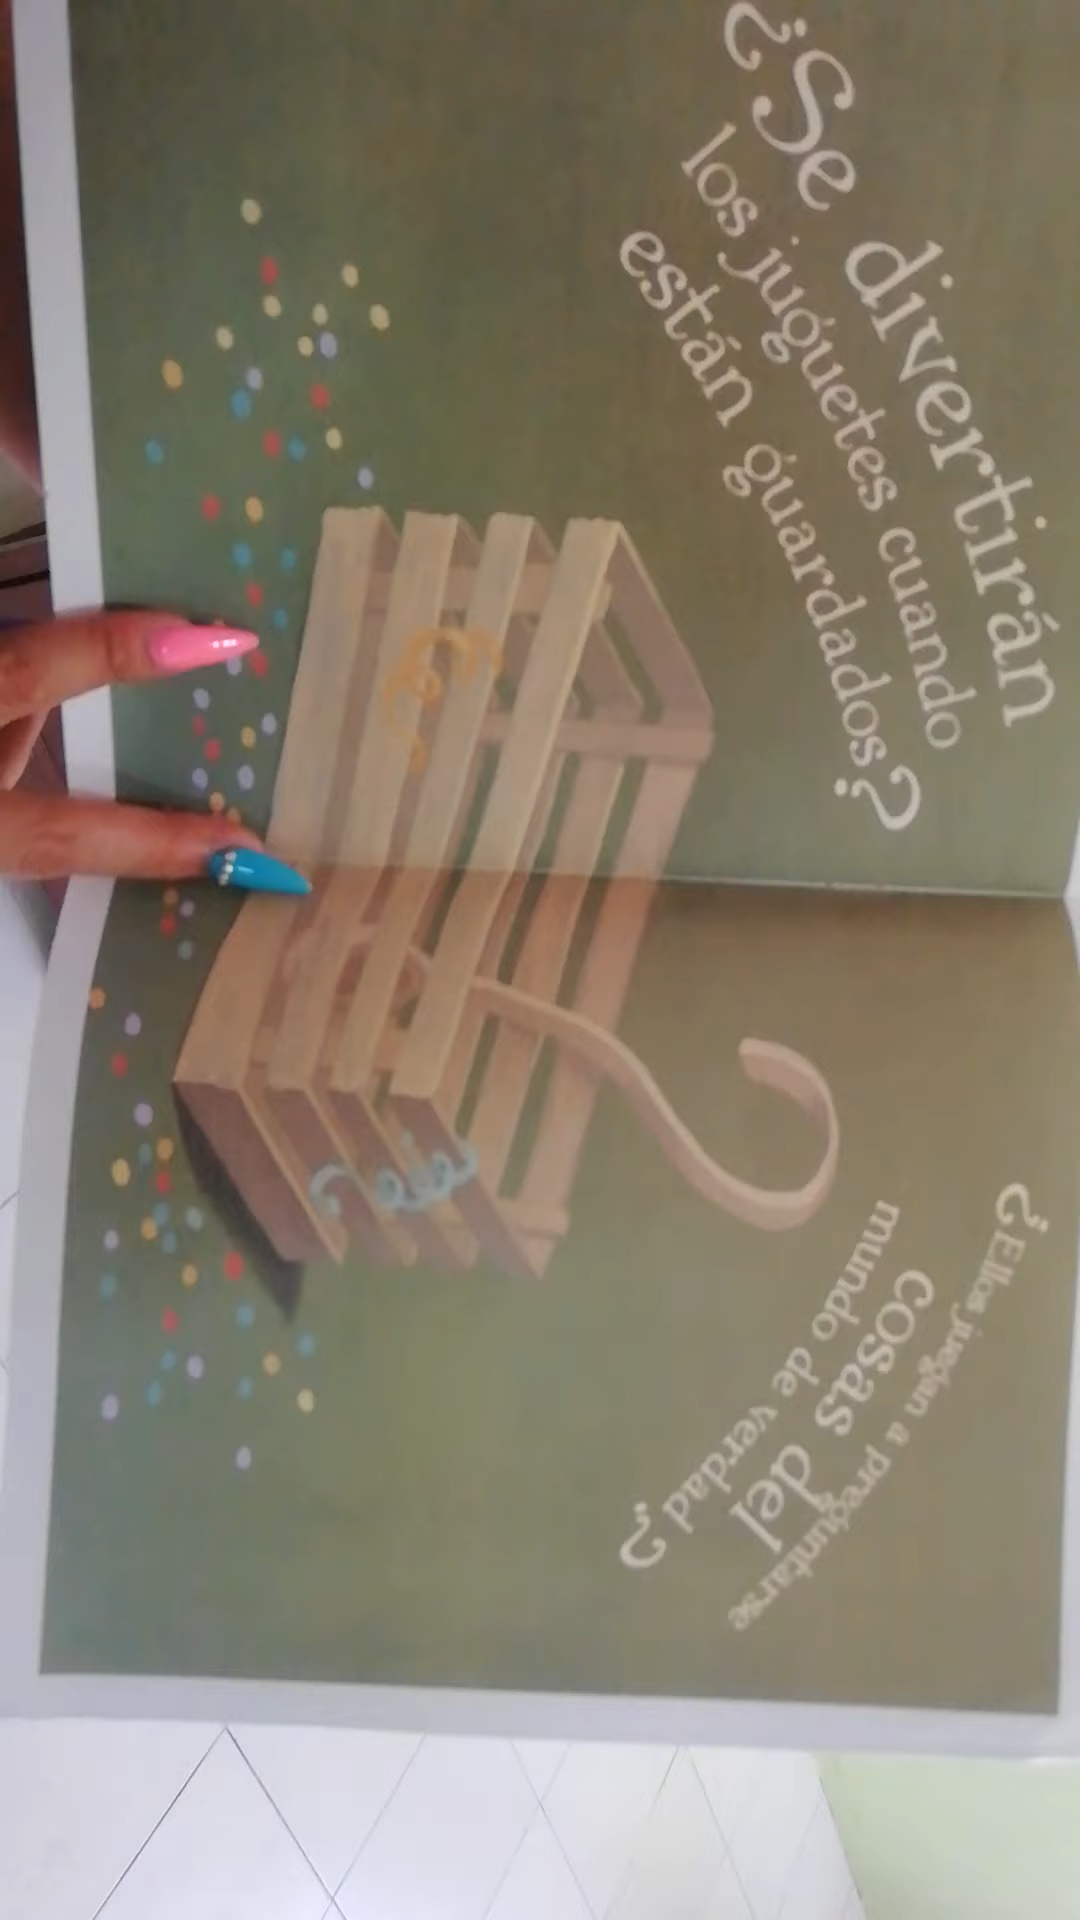 ¿Se divertirán
los juguetes cuando
están guardados?
¿Ellos juegan a preguntarse
cosas del
mundo de verdad?